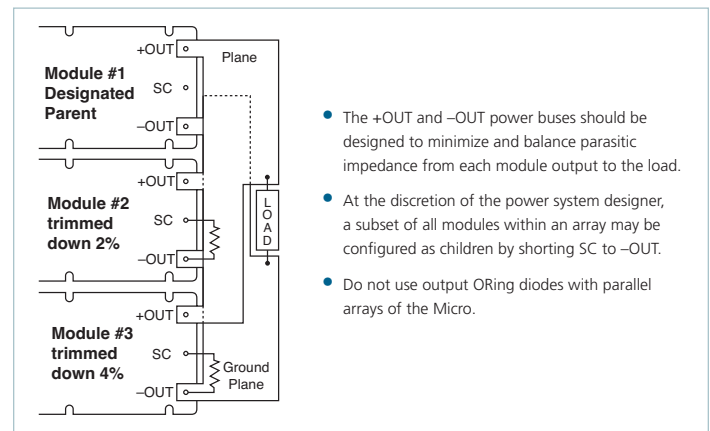 +OUT
Plane
Module #1
Designated
Parent
SC
–OUT
+OUT
Module #2
trimmed
down 2%
SC
–OUT
LOAD
+OUT
Module #3
trimmed
down 4%
SC
Ground
Plane
–OUT
• The +OUT and –OUT power buses should be
designed to minimize and balance parasitic
impedance from each module output to the load.
• At the discretion of the power system designer,
a subset of all modules within an array may be
configured as children by shorting SC to –OUT.
• Do not use output ORing diodes with parallel
arrays of the Micro.